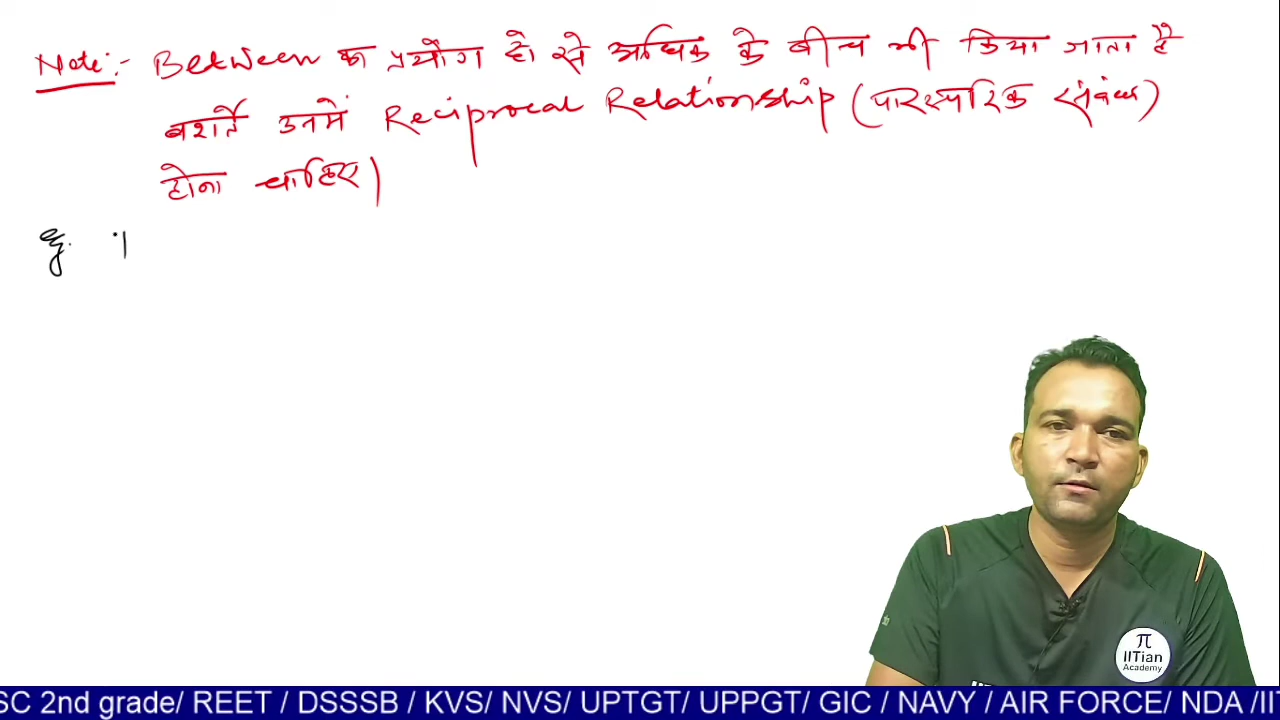 Note:- Between का प्रयोग दो से अधिक के बीच भी किया जाता है
बशर्ते उनमें Reciprocal Relationship (पारस्परिक संबंध)
होना चाहिए।
eg.
π
IITian
Academy
SC 2nd grade/ REET / DSSSB / KVS/ NVS/ UPTGT/ UPPGT/ GIC / NAVY / AIR FORCE/ NDA /II